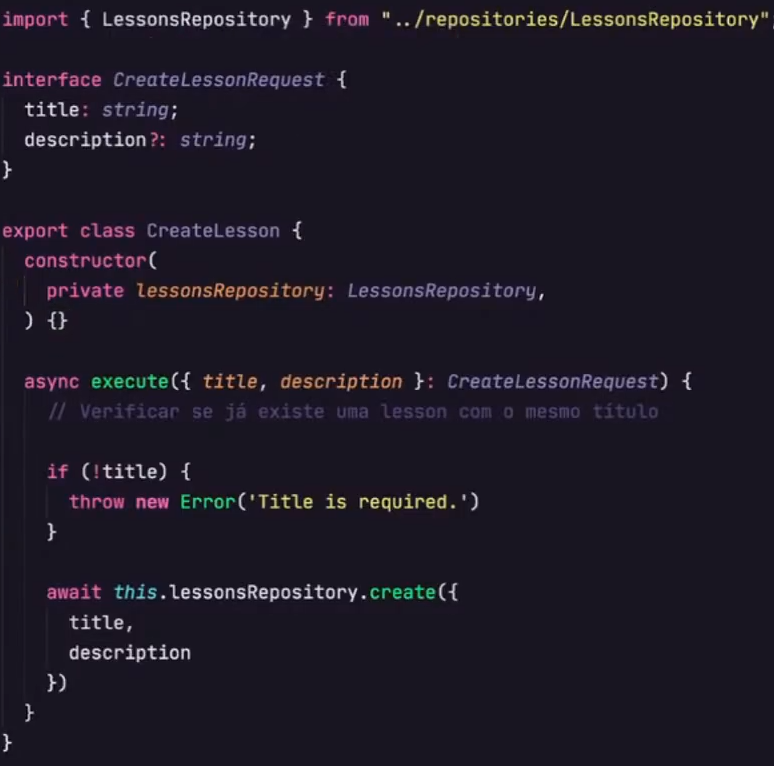 import { LessonsRepository } from "../repositories/LessonsRepository"
interface CreateLessonRequest {
  title: string;
  description?: string;
}
export class CreateLesson {
  constructor(
    private lessonsRepository: LessonsRepository,
  ) {}
  async execute({ title, description }: CreateLessonRequest) {
    // Verificar se já existe uma lesson com o mesmo título
    if (!title) {
      throw new Error('Title is required.')
    }
    await this.lessonsRepository.create({
      title,
      description
    })
  }
}